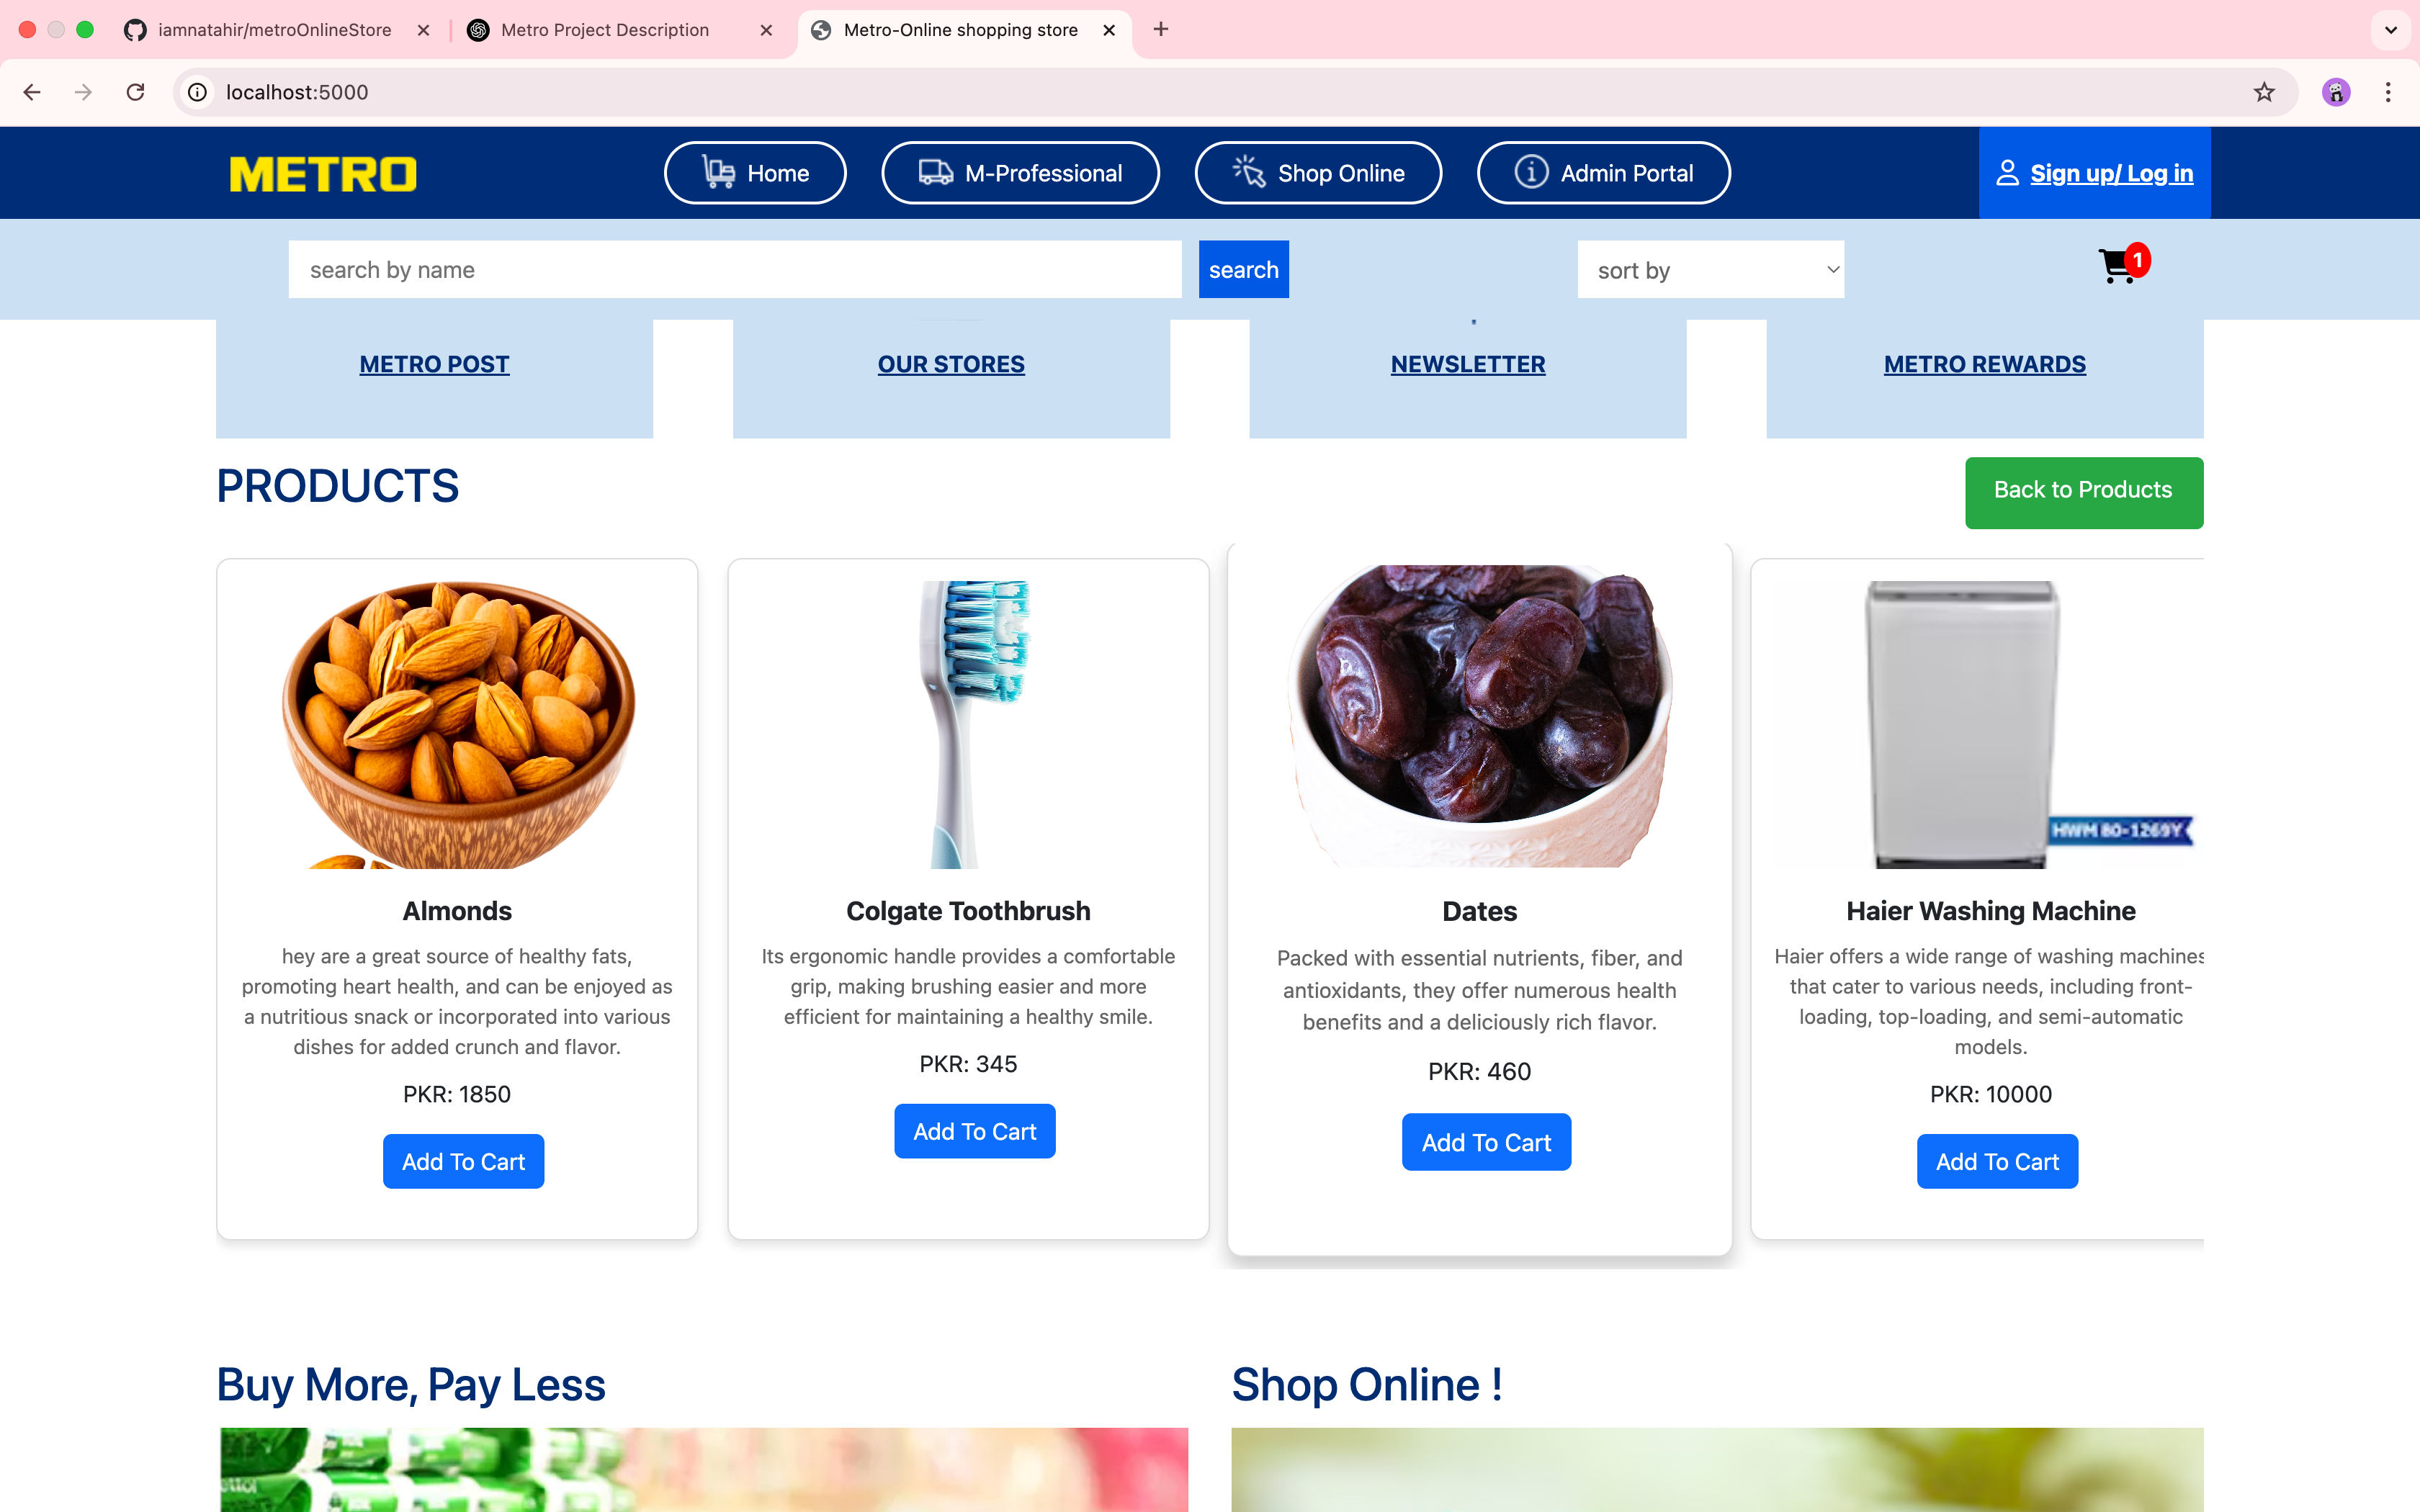 iamnatahir/metroOnlineStore
Metro Project Description
Metro-Online shopping store
localhost:5000
METRO
Home
M-Professional
Shop Online
Admin Portal
Sign up/ Log in
search by name
search
sort by
1
METRO POST
OUR STORES
NEWSLETTER
METRO REWARDS
PRODUCTS
Back to Products
HWM 80-1269Y
Almonds
hey are a great source of healthy fats,
promoting heart health, and can be enjoyed as
a nutritious snack or incorporated into various
dishes for added crunch and flavor.
PKR: 1850
Add To Cart
Colgate Toothbrush
Its ergonomic handle provides a comfortable
grip, making brushing easier and more
efficient for maintaining a healthy smile.
PKR: 345
Add To Cart
Dates
Packed with essential nutrients, fiber, and
antioxidants, they offer numerous health
benefits and a deliciously rich flavor.
PKR: 460
Add To Cart
Haier Washing Machine
Haier offers a wide range of washing machines
that cater to various needs, including front-
loading, top-loading, and semi-automatic
models.
PKR: 10000
Add To Cart
Buy More, Pay Less
Shop Online !